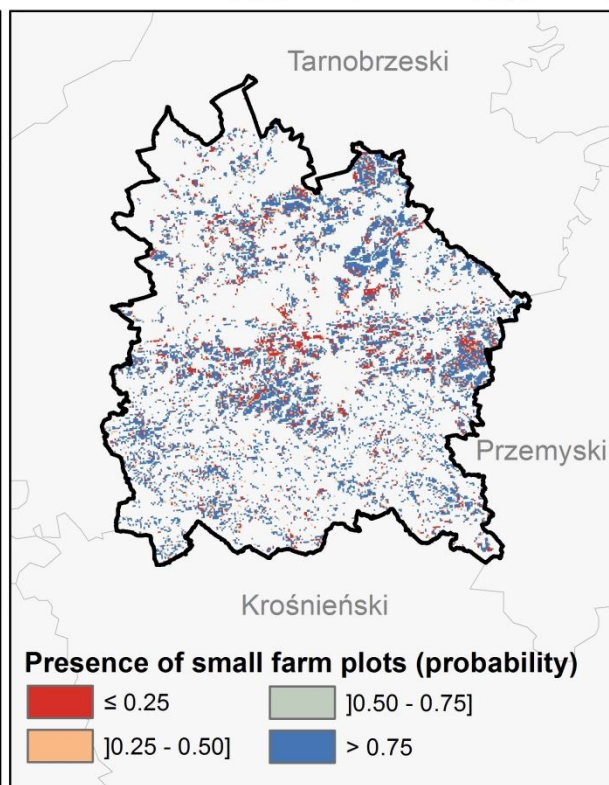 Tarnobrzeski
Przemyski
Krośnieński
Presence of small farm plots (probability)
≤ 0.25
]0.50 - 0.75]
]0.25 - 0.50]
> 0.75